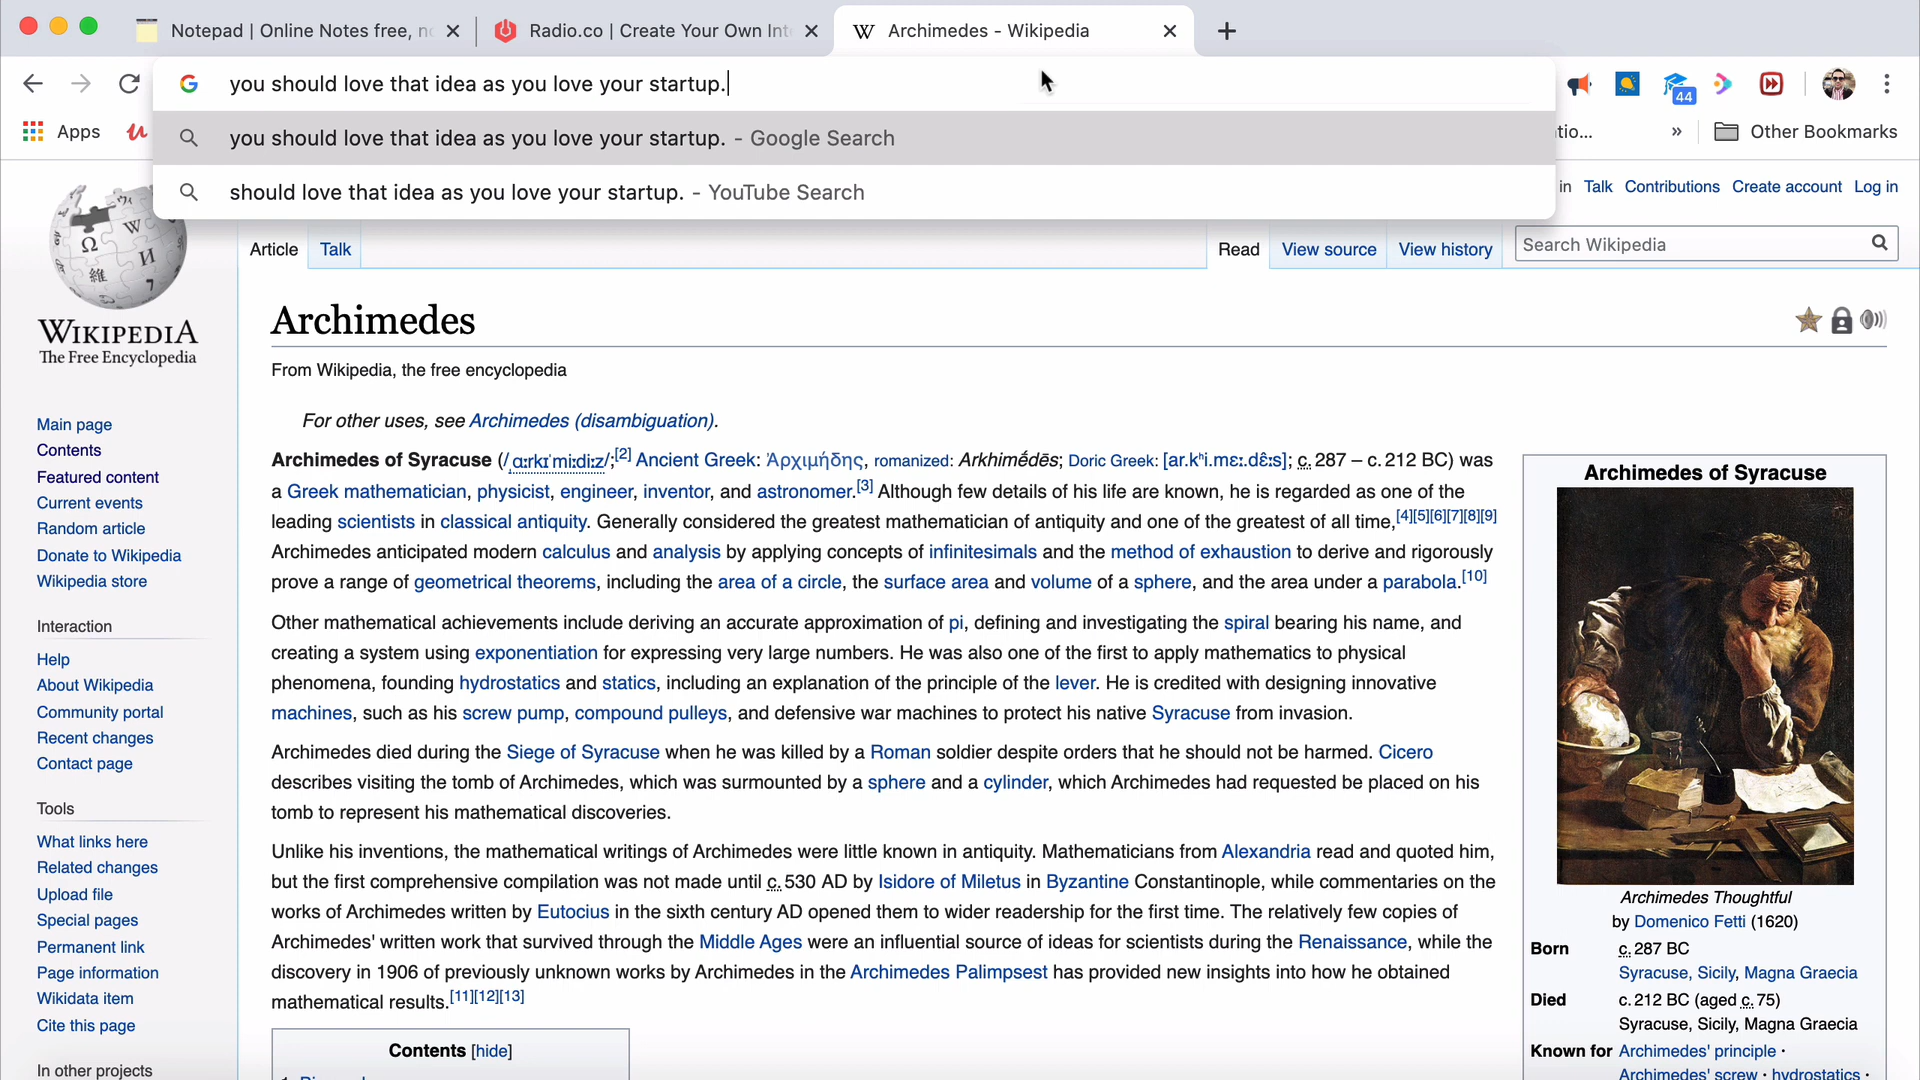 Notepad | Online Notes free, no
Radio.co | Create Your Own Int
Archimedes - Wikipedia
you should love that idea as you love your startup.
44
Apps
tio...
»
Other Bookmarks
you should love that idea as you love your startup. - Google Search
should love that idea as you love your startup. - YouTube Search
in Talk Contributions Create account Log in
Article Talk Read View source View history Search Wikipedia
WIKIPEDIA
The Free Encyclopedia
Main page
Contents
Featured content
Current events
Random article
Donate to Wikipedia
Wikipedia store
Interaction
Help
About Wikipedia
Community portal
Recent changes
Contact page
Tools
What links here
Related changes
Upload file
Special pages
Permanent link
Page information
Wikidata item
Cite this page
In other projects
Archimedes
From Wikipedia, the free encyclopedia
For other uses, see Archimedes (disambiguation).
Archimedes of Syracuse (/ˌɑːrkɪˈmiːdiːz/;[2] Ancient Greek: Ἀρχιμήδης, romanized: Arkhimḗdēs; Doric Greek: [ar.kʰi.mɛː.dɛ̂ːs]; c. 287 – c. 212 BC) was
a Greek mathematician, physicist, engineer, inventor, and astronomer.[3] Although few details of his life are known, he is regarded as one of the
leading scientists in classical antiquity. Generally considered the greatest mathematician of antiquity and one of the greatest of all time,[4][5][6][7][8][9]
Archimedes anticipated modern calculus and analysis by applying concepts of infinitesimals and the method of exhaustion to derive and rigorously
prove a range of geometrical theorems, including the area of a circle, the surface area and volume of a sphere, and the area under a parabola.[10]
Other mathematical achievements include deriving an accurate approximation of pi, defining and investigating the spiral bearing his name, and
creating a system using exponentiation for expressing very large numbers. He was also one of the first to apply mathematics to physical
phenomena, founding hydrostatics and statics, including an explanation of the principle of the lever. He is credited with designing innovative
machines, such as his screw pump, compound pulleys, and defensive war machines to protect his native Syracuse from invasion.
Archimedes died during the Siege of Syracuse when he was killed by a Roman soldier despite orders that he should not be harmed. Cicero
describes visiting the tomb of Archimedes, which was surmounted by a sphere and a cylinder, which Archimedes had requested be placed on his
tomb to represent his mathematical discoveries.
Unlike his inventions, the mathematical writings of Archimedes were little known in antiquity. Mathematicians from Alexandria read and quoted him,
but the first comprehensive compilation was not made until c. 530 AD by Isidore of Miletus in Byzantine Constantinople, while commentaries on the
works of Archimedes written by Eutocius in the sixth century AD opened them to wider readership for the first time. The relatively few copies of
Archimedes' written work that survived through the Middle Ages were an influential source of ideas for scientists during the Renaissance, while the
discovery in 1906 of previously unknown works by Archimedes in the Archimedes Palimpsest has provided new insights into how he obtained
mathematical results.[11][12][13]
Contents [hide]
Archimedes of Syracuse
Archimedes Thoughtful
by Domenico Fetti (1620)
Born c. 287 BC
Syracuse, Sicily, Magna Graecia
Died c. 212 BC (aged c. 75)
Syracuse, Sicily, Magna Graecia
Known for Archimedes' principle ·
Archimedes' screw · hydrostatics ·